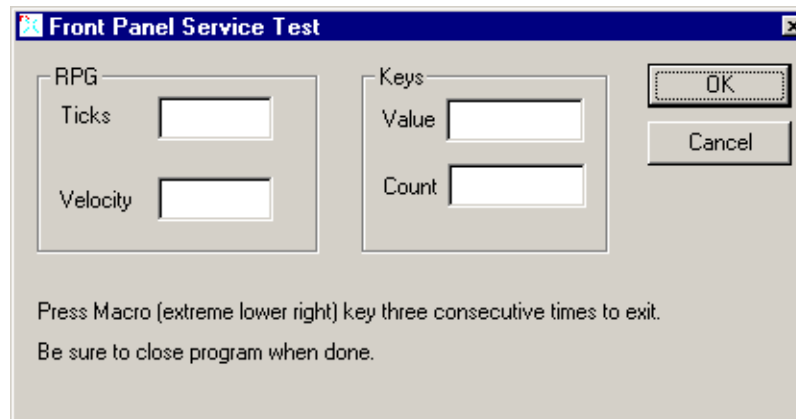 Front Panel Service Test
RPG
Ticks
Velocity
Keys
Value
Count
OK
Cancel
Press Macro (extreme lower right) key three consecutive times to exit.
Be sure to close program when done.